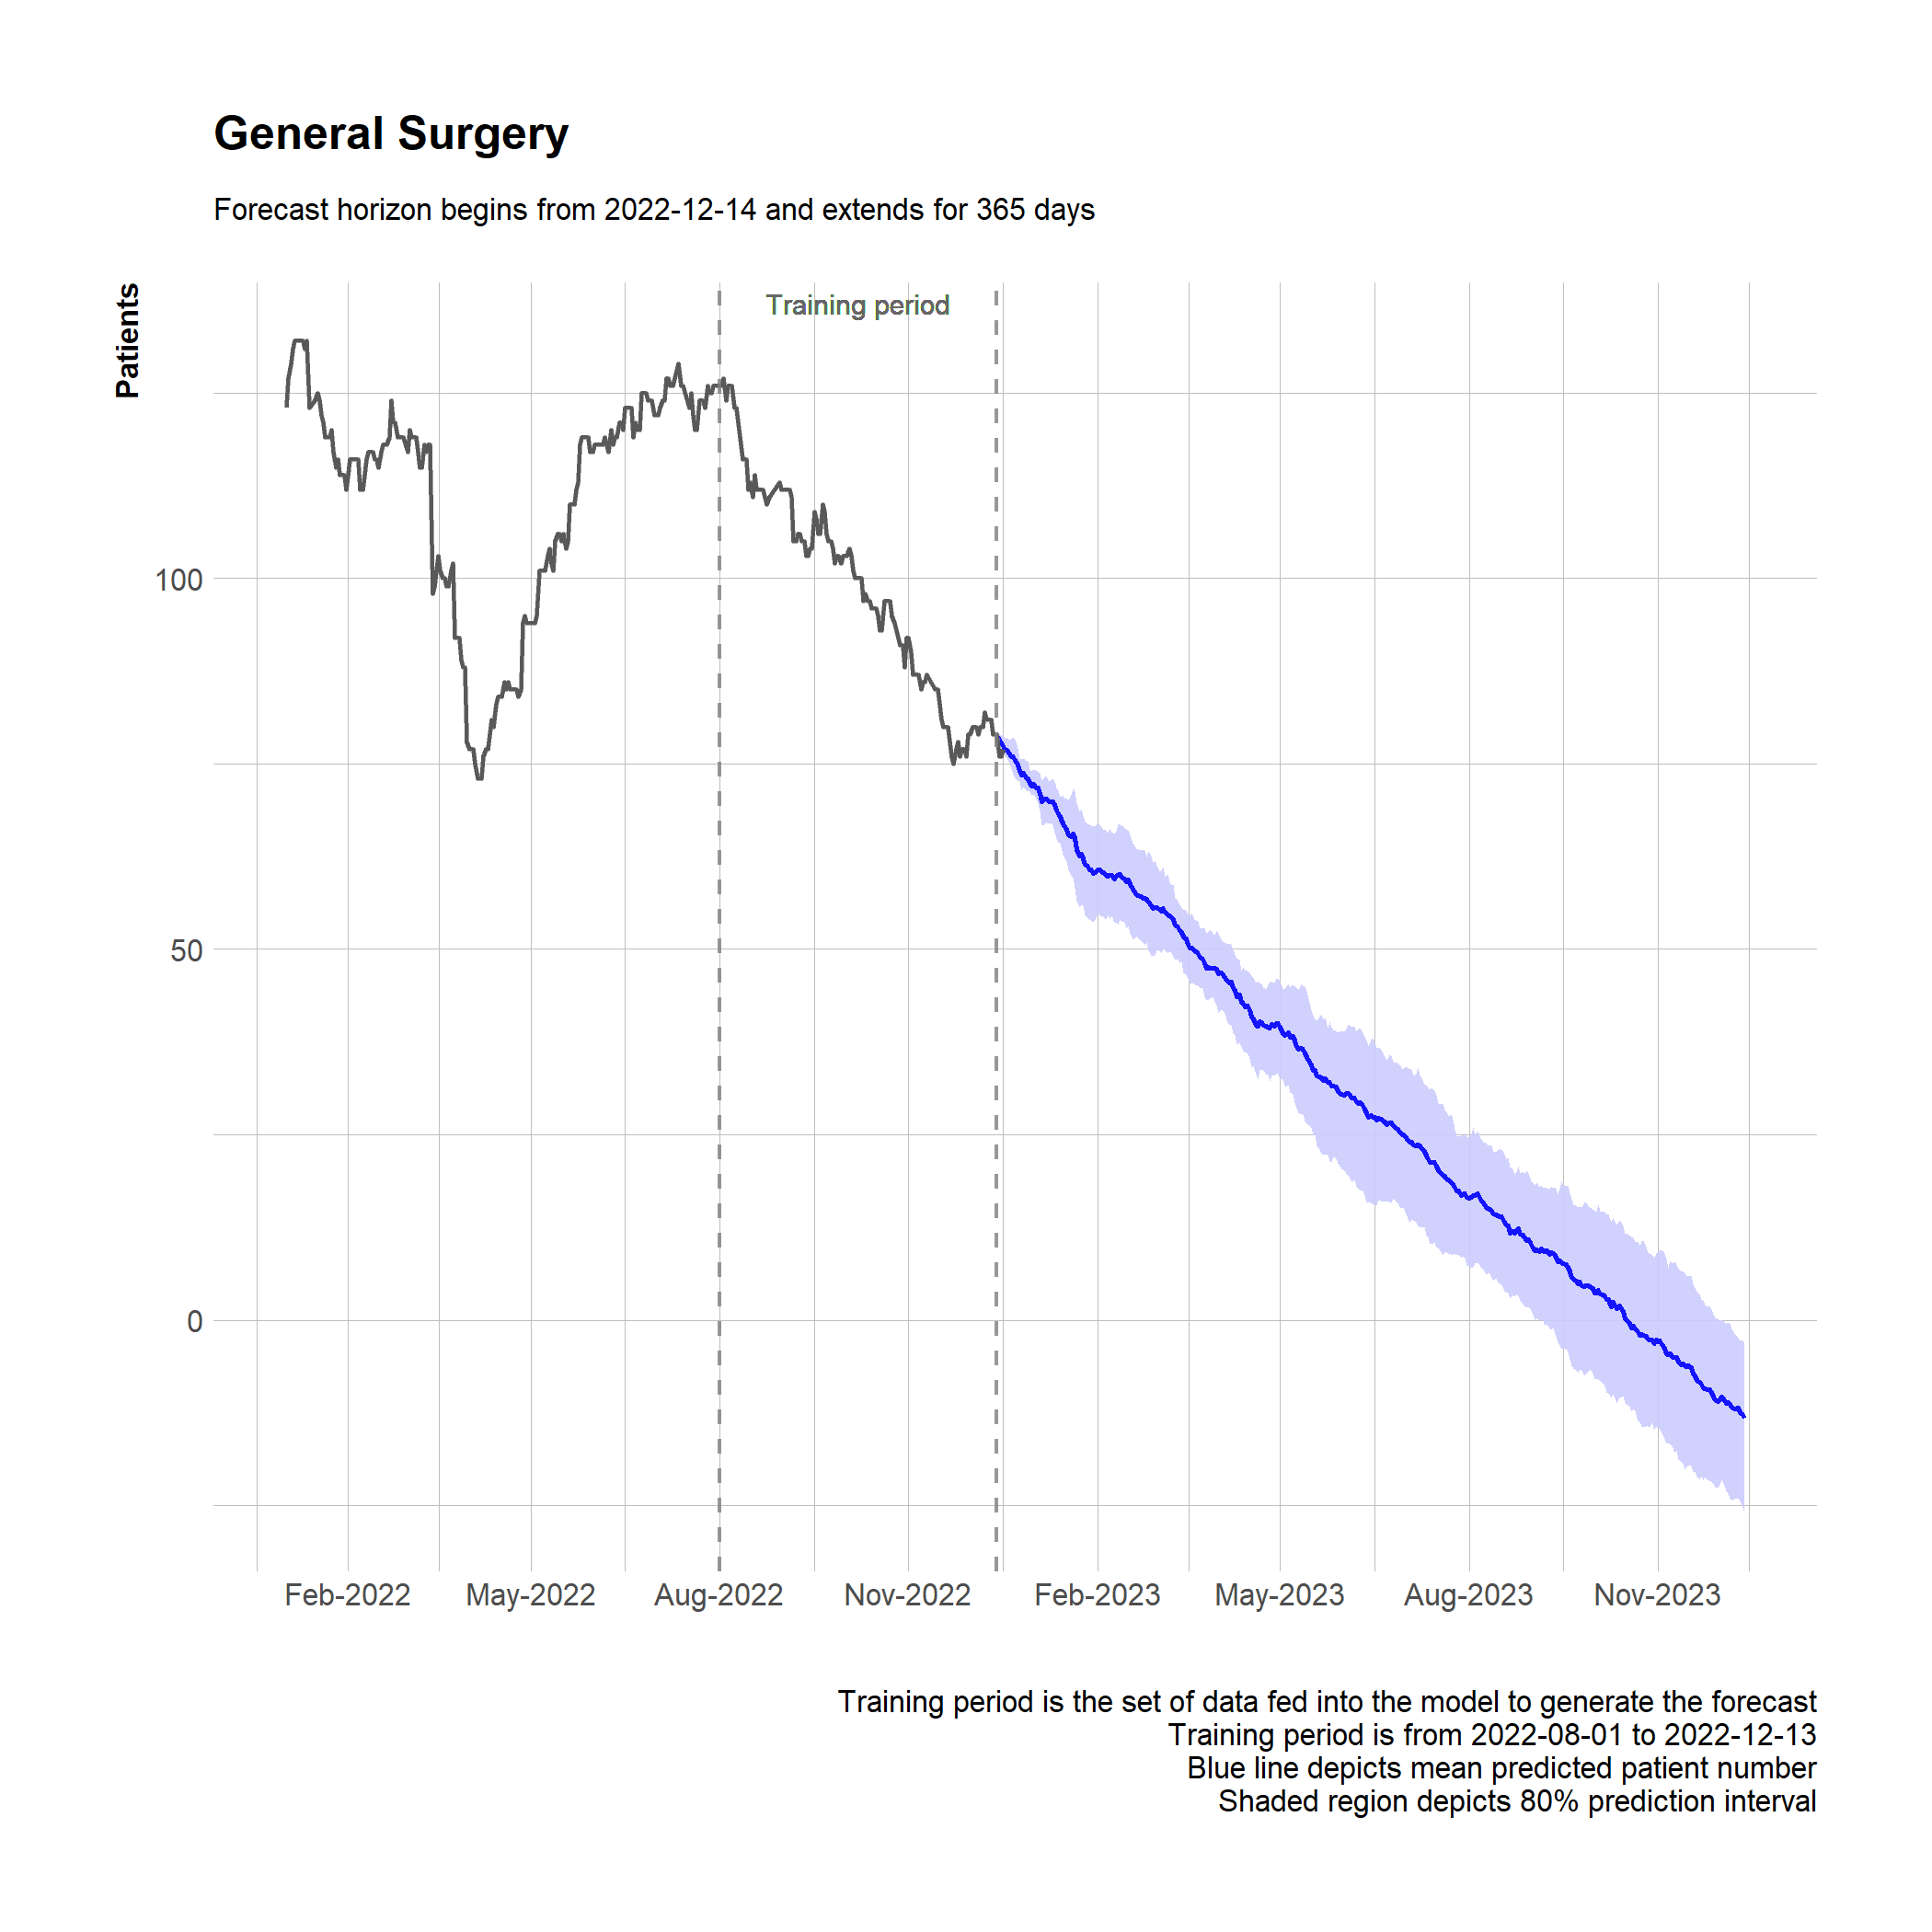 General Surgery
Forecast horizon begins from 2022-12-14 and extends for 365 days
Patients
Training period
100
50
0
Feb-2022 May-2022 Aug-2022 Nov-2022 Feb-2023 May-2023 Aug-2023 Nov-2023
Training period is the set of data fed into the model to generate the forecast
Training period is from 2022-08-01 to 2022-12-13
Blue line depicts mean predicted patient number
Shaded region depicts 80% prediction interval